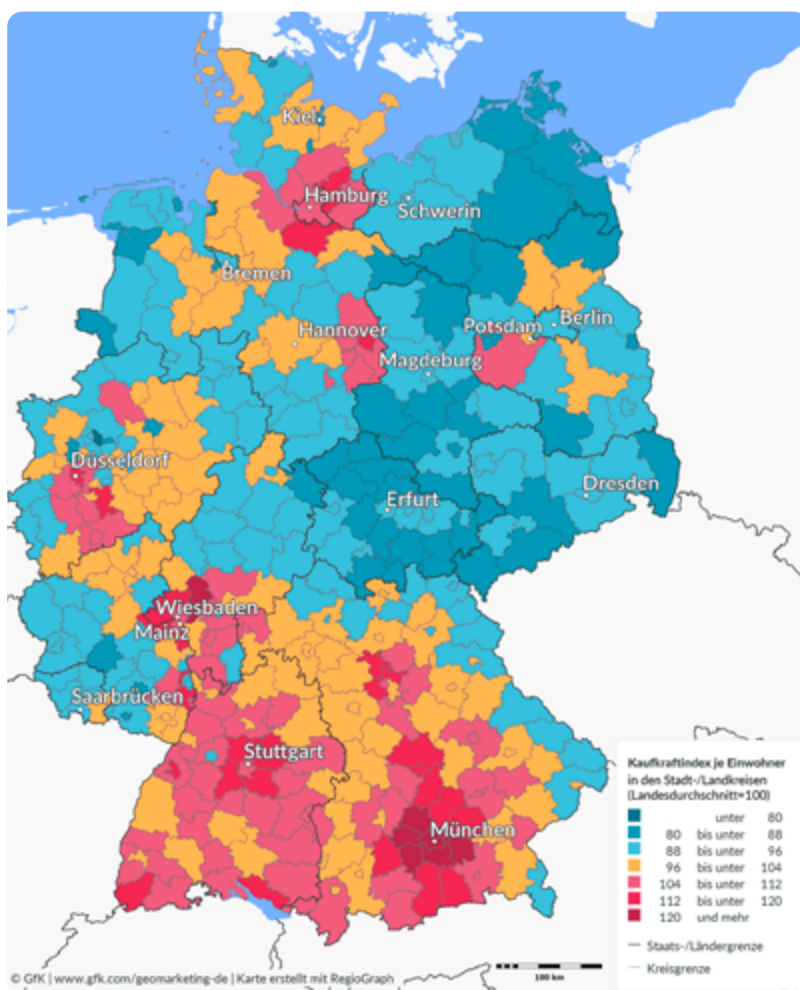 Kiel
Hamburg
Schwerin
Bremen
Hannover
Potsdam
Berlin
Magdeburg
Düsseldorf
Dresden
Erfurt
Wiesbaden
Mainz
Saarbrücken
Stuttgart
München
Kaufkraftindex je Einwohner
in den Stadt-/Landkreisen
(Landesdurchschnitt=100)
unter 80
80 bis unter 88
88 bis unter 96
96 bis unter 104
104 bis unter 112
112 bis unter 120
120 und mehr
Staats-/Ländergrenze
Kreisgrenze
100 km
© GfK | www.gfk.com/geomarketing-de | Karte erstellt mit RegioGraph